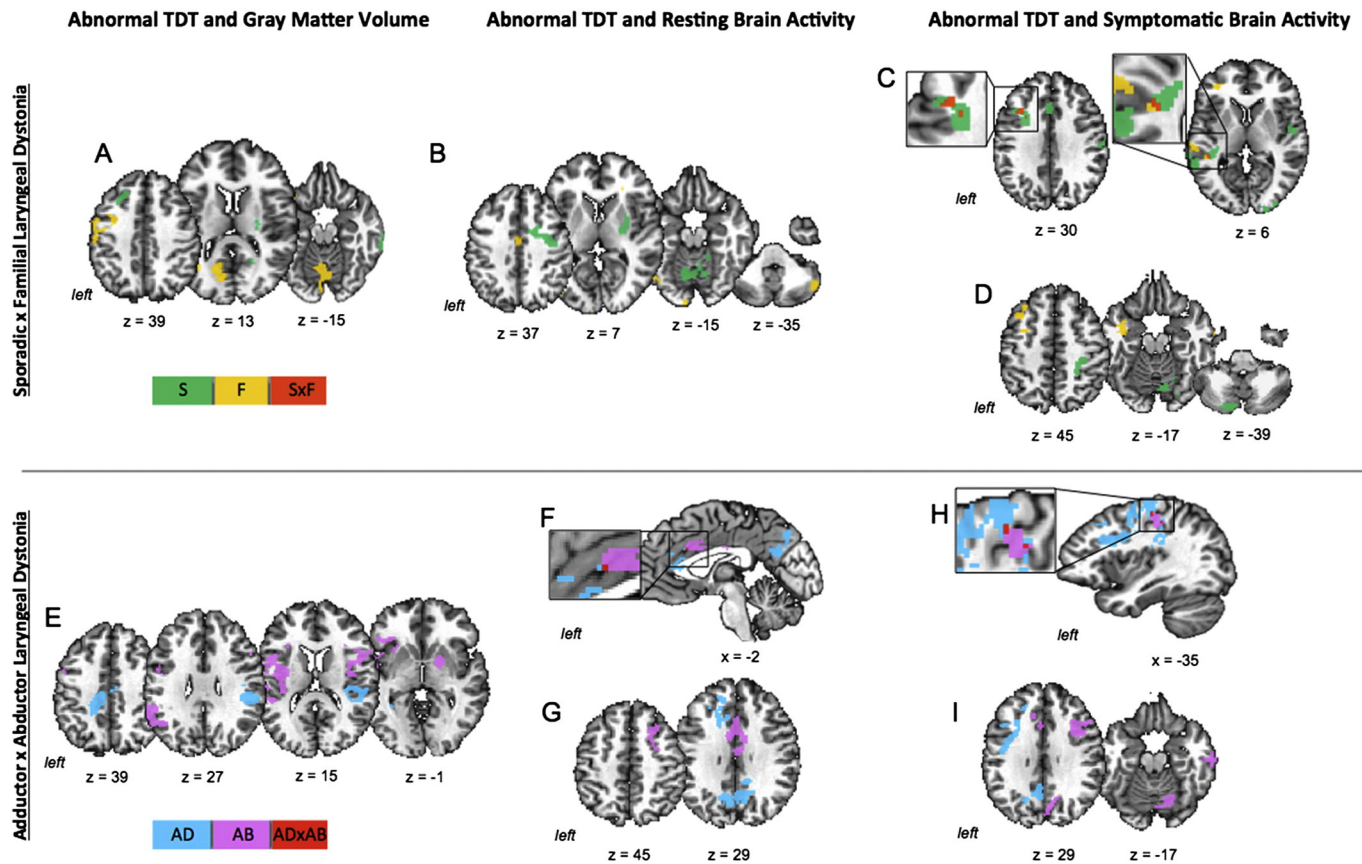 Abnormal TDT and Gray Matter Volume
Abnormal TDT and Resting Brain Activity
Abnormal TDT and Symptomatic Brain Activity
Sporadic x Familial Laryngeal Dystonia
A
left
z = 39
z = 13
z = -15
S
F
SxF
B
left
z = 37
z = 7
z = -15
z = -35
C
left
z = 30
z = 6
D
left
z = 45
z = -17
z = -39
Adductor x Abductor Laryngeal Dystonia
E
left
z = 39
z = 27
z = 15
z = -1
AD
AB
ADxAB
F
left
x = -2
G
left
z = 45
z = 29
H
left
x = -35
I
left
z = 29
z = -17